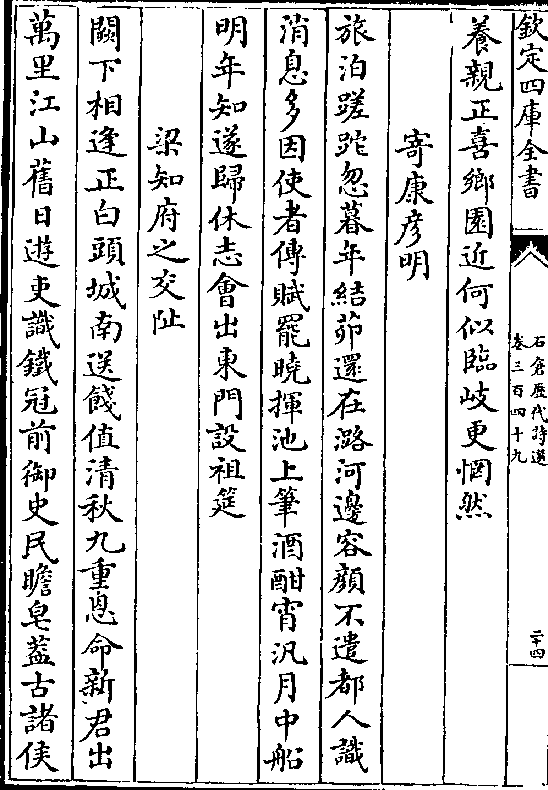 欽定四庫全書
石倉歷代詩選
卷三百四十九
二十四
養親正喜鄉園近何似臨岐更惘然
寄康彥明
旅泊蹉跎忽暮年結茆還在潞河邊容顔不遣都人識
消息多因使者傳賦罷曉揮池上筆酒酣宵汎月中船
明年知遂歸休志會出東門設祖筵
梁知府之交阯
闕下相逢正白頭城南送餞值清秋九重恩命新君出
萬里江山舊日遊吏識鐵冠前御史民瞻皂葢古諸侯